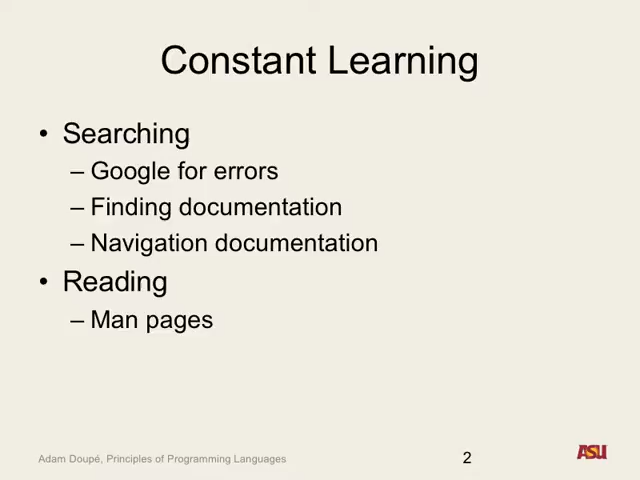 Constant Learning
• Searching
– Google for errors
– Finding documentation
– Navigation documentation
• Reading
– Man pages
Adam Doupé, Principles of Programming Languages
2
ASU